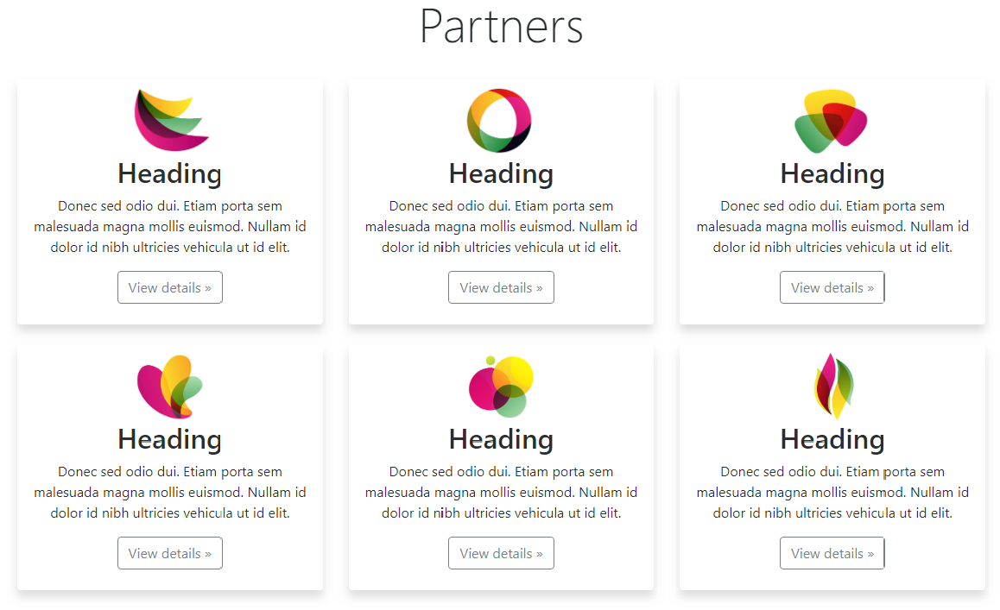 Partners
Heading
Donec sed odio dui. Etiam porta sem
malesuada magna mollis euismod. Nullam id
dolor id nibh ultricies vehicula ut id elit.
View details »
Heading
Donec sed odio dui. Etiam porta sem
malesuada magna mollis euismod. Nullam id
dolor id nibh ultricies vehicula ut id elit.
View details »
Heading
Donec sed odio dui. Etiam porta sem
malesuada magna mollis euismod. Nullam id
dolor id nibh ultricies vehicula ut id elit.
View details »
Heading
Donec sed odio dui. Etiam porta sem
malesuada magna mollis euismod. Nullam id
dolor id nibh ultricies vehicula ut id elit.
View details »
Heading
Donec sed odio dui. Etiam porta sem
malesuada magna mollis euismod. Nullam id
dolor id nibh ultricies vehicula ut id elit.
View details »
Heading
Donec sed odio dui. Etiam porta sem
malesuada magna mollis euismod. Nullam id
dolor id nibh ultricies vehicula ut id elit.
View details »